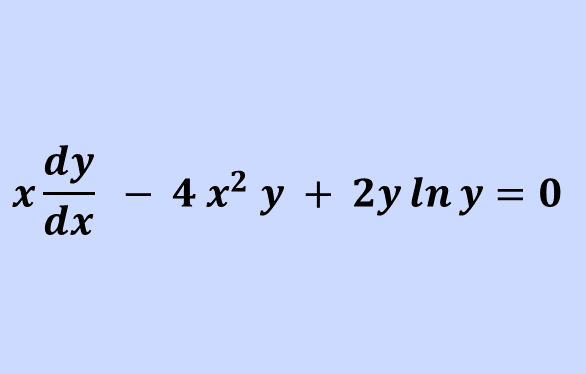 x dy/dx − 4 x² y + 2y ln y = 0